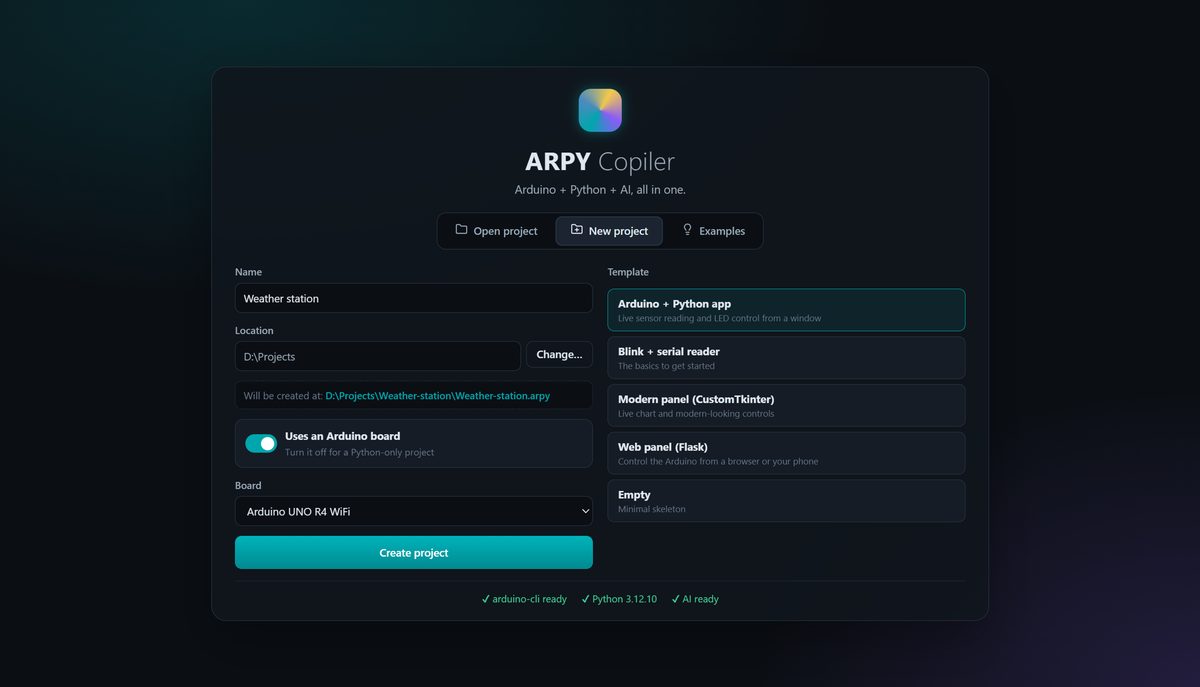 ARPY Copiler
Arduino + Python + AI, all in one.
Open project
New project
Examples
Name
Weather station
Location
D:\Projects
Change...
Will be created at: D:\Projects\Weather-station\Weather-station.arpy
Uses an Arduino board
Turn it off for a Python-only project
Board
Arduino UNO R4 WiFi
Create project
Template
Arduino + Python app
Live sensor reading and LED control from a window
Blink + serial reader
The basics to get started
Modern panel (CustomTkinter)
Live chart and modern-looking controls
Web panel (Flask)
Control the Arduino from a browser or your phone
Empty
Minimal skeleton
✓ arduino-cli ready
✓ Python 3.12.10
✓ AI ready